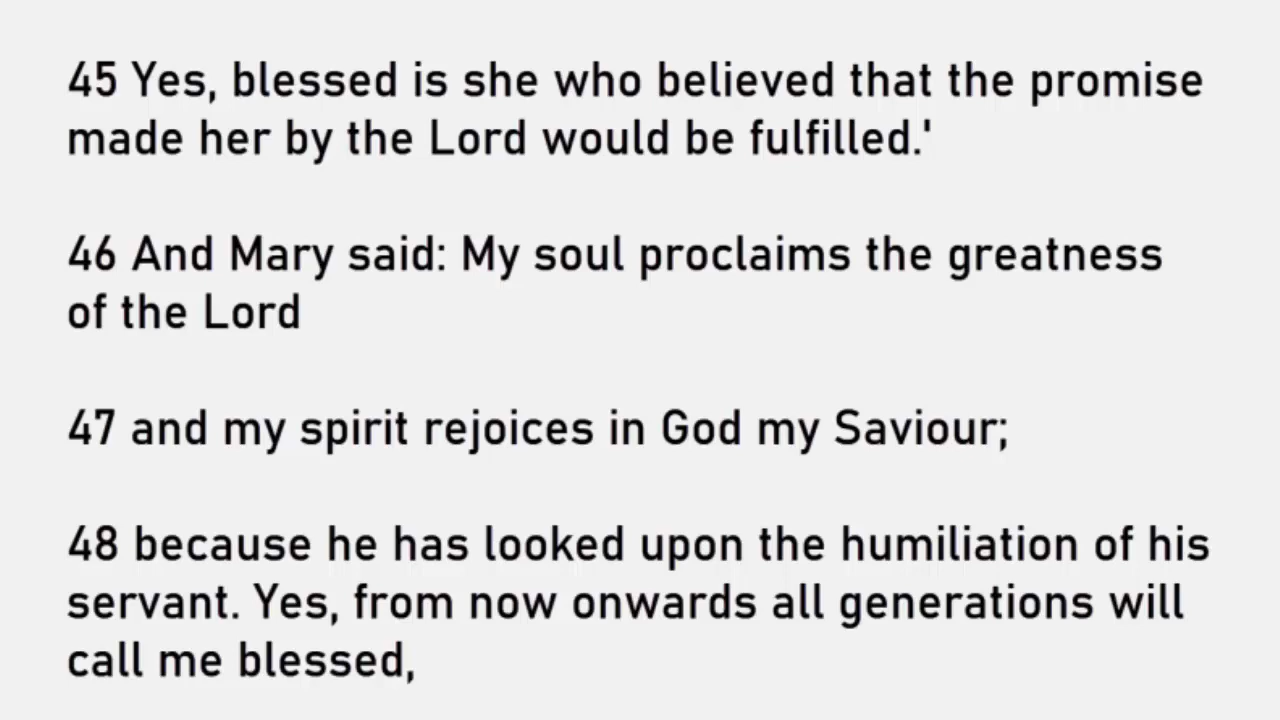 45 Yes, blessed is she who believed that the promise
made her by the Lord would be fulfilled.'
46 And Mary said: My soul proclaims the greatness
of the Lord
47 and my spirit rejoices in God my Saviour;
48 because he has looked upon the humiliation of his
servant. Yes, from now onwards all generations will
call me blessed,